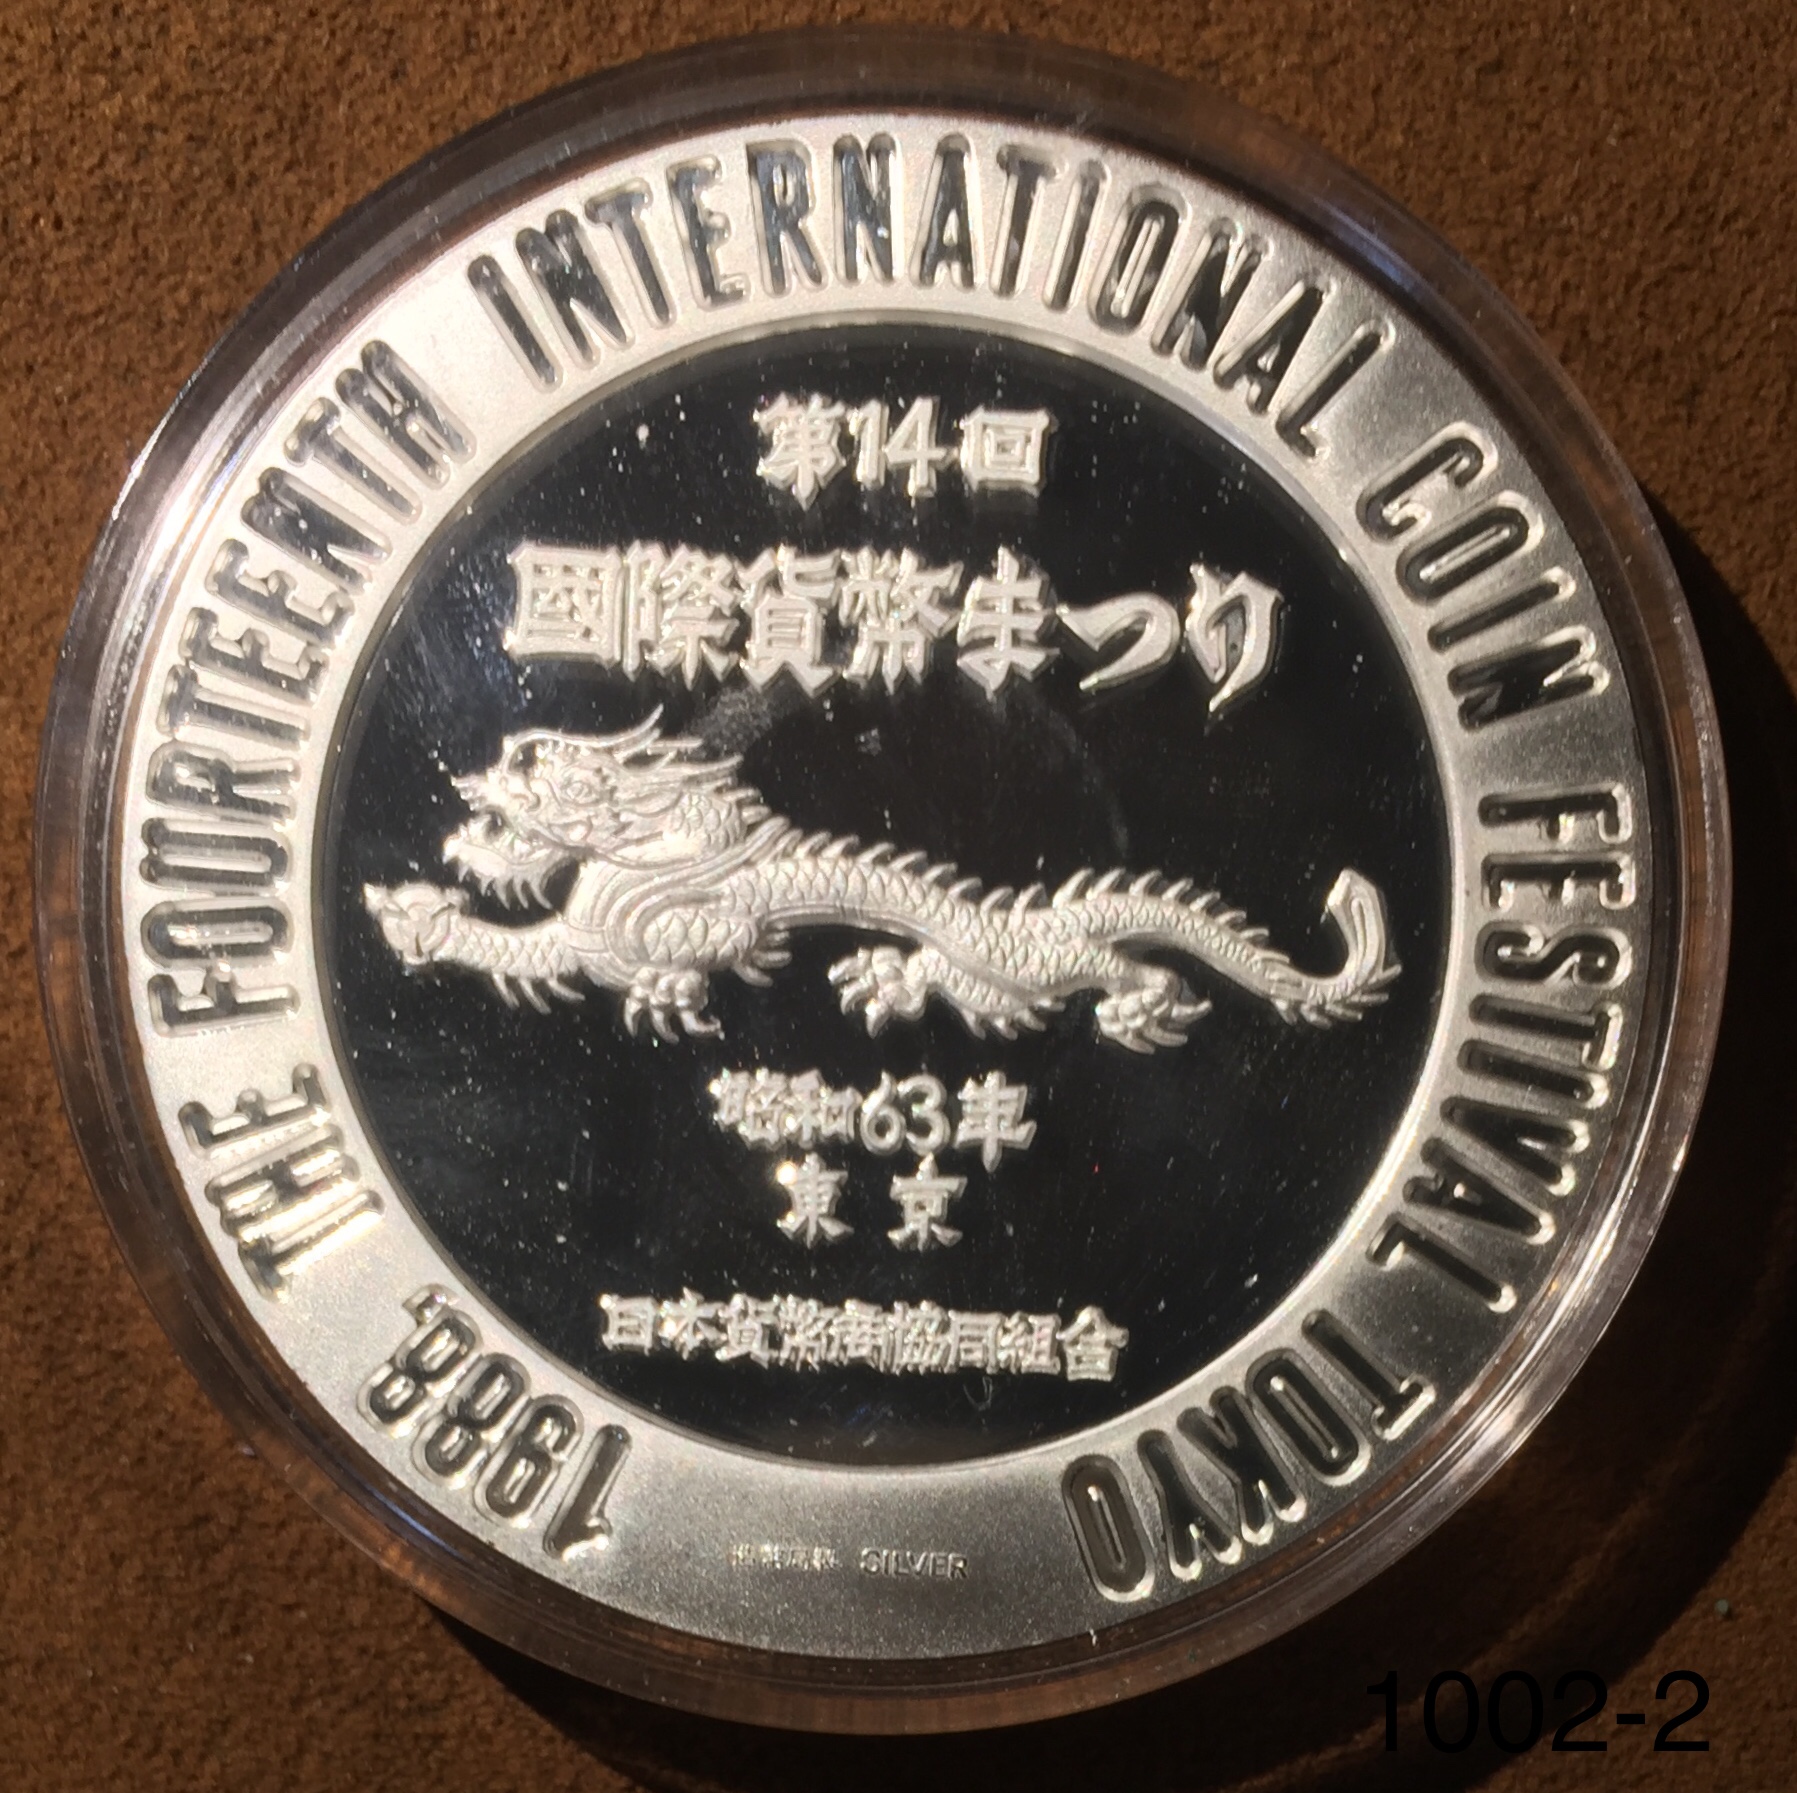 1988, THE FOURTEENTH INTERNATIONAL COIN FESTIVAL TOKYO
第14回
國際貨幣まつり
昭和63年
東京
日本貨幣商協同組合
SILVER
1002-2